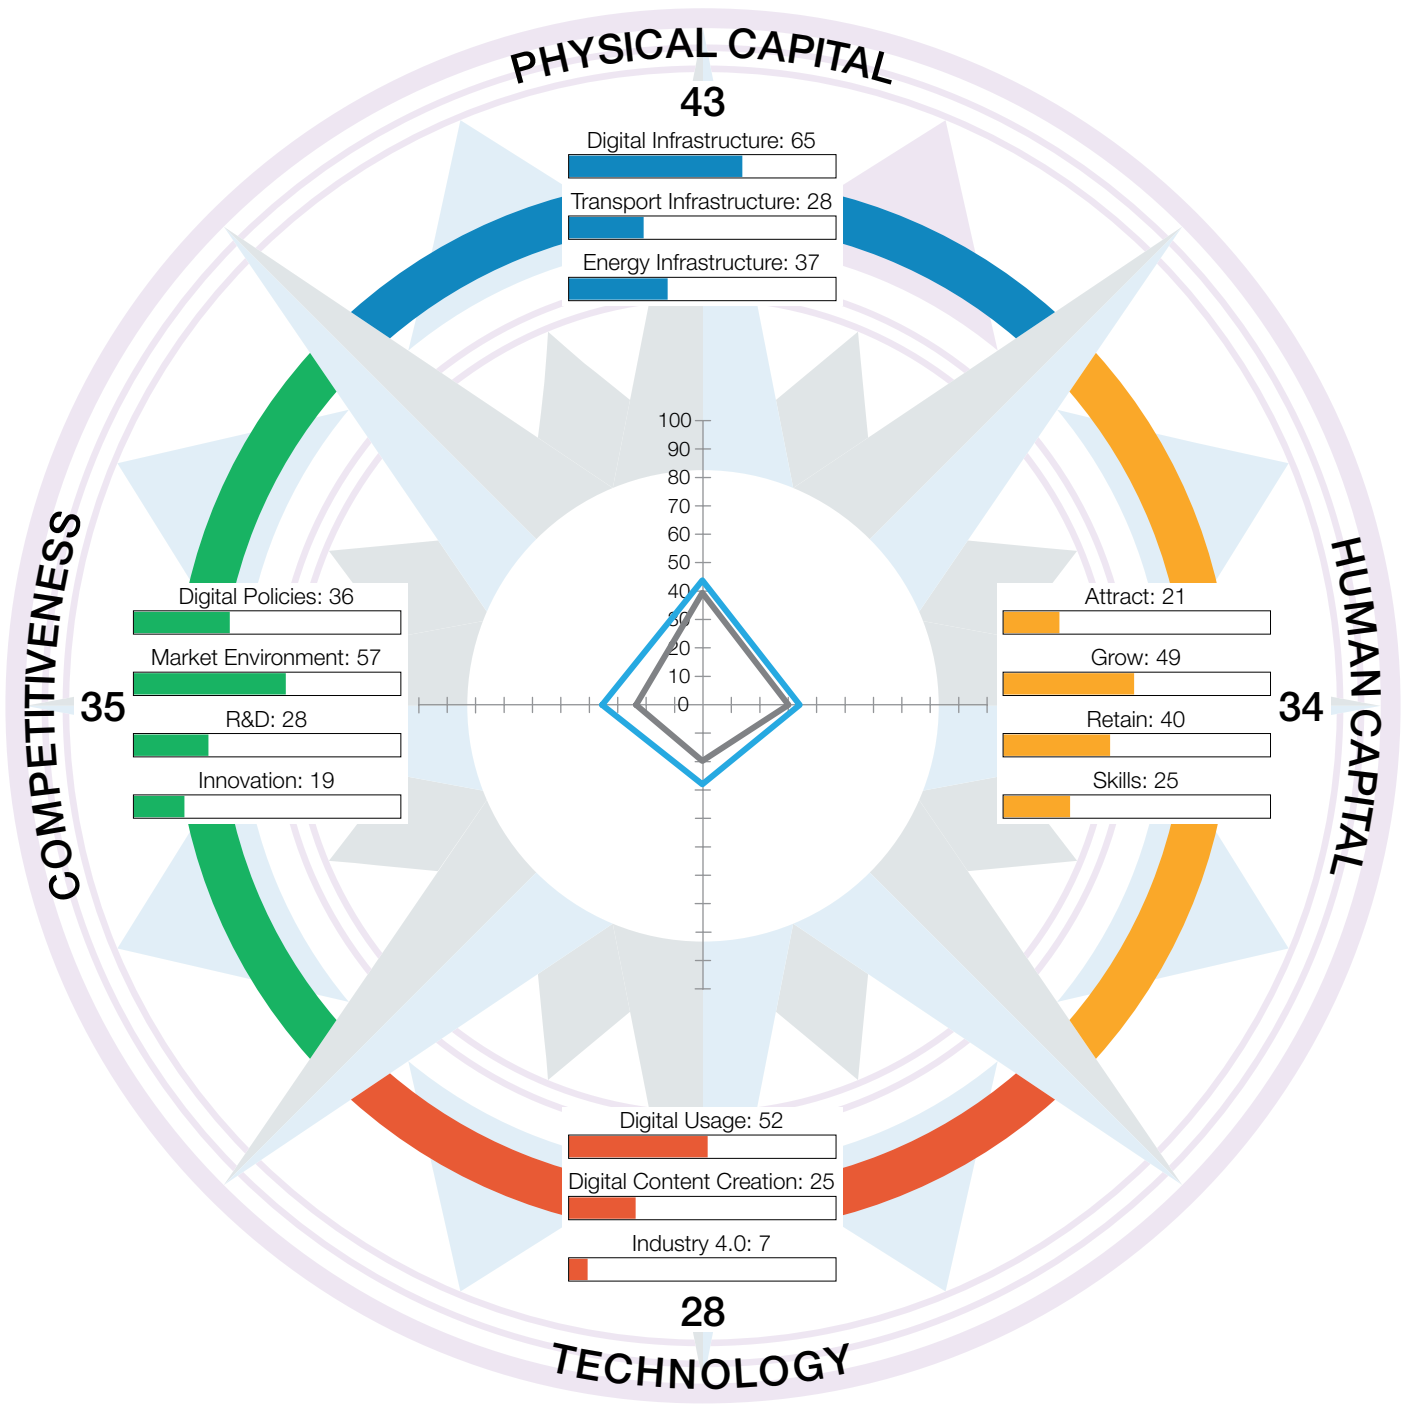 PHYSICAL CAPITAL
43
Digital Infrastructure: 65
Transport Infrastructure: 28
Energy Infrastructure: 37
100
90
80
70
60
50
40
30
20
10
0
COMPETITIVENESS
35
Digital Policies: 36
Market Environment: 57
R&D: 28
Innovation: 19
HUMAN CAPITAL
34
Attract: 21
Grow: 49
Retain: 40
Skills: 25
Digital Usage: 52
Digital Content Creation: 25
Industry 4.0: 7
28
TECHNOLOGY